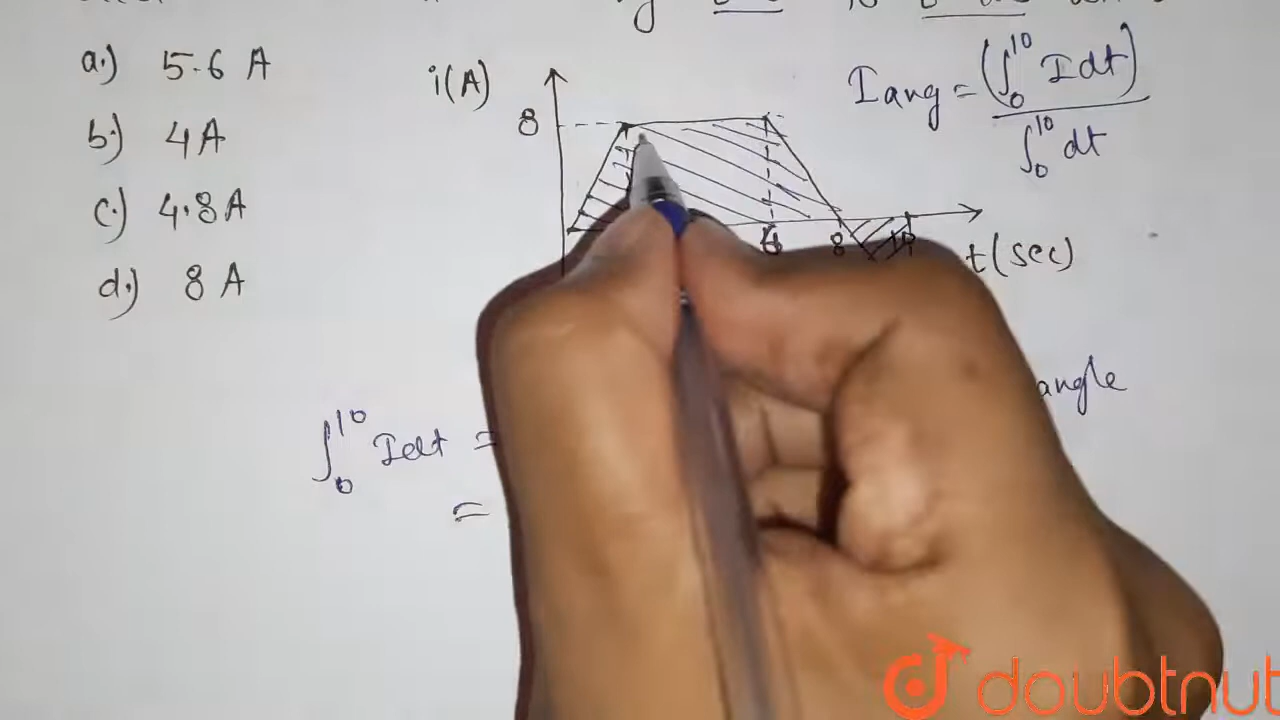 a.) 5.6 A
b.) 4A
c.) 4.8A
d.) 8 A
i(A)
8
8
10
t(sec)
Iavg = (∫₀¹⁰ Idt)
∫₀¹⁰ dt
angle
∫₀¹⁰ Idt =
=
doubtnut